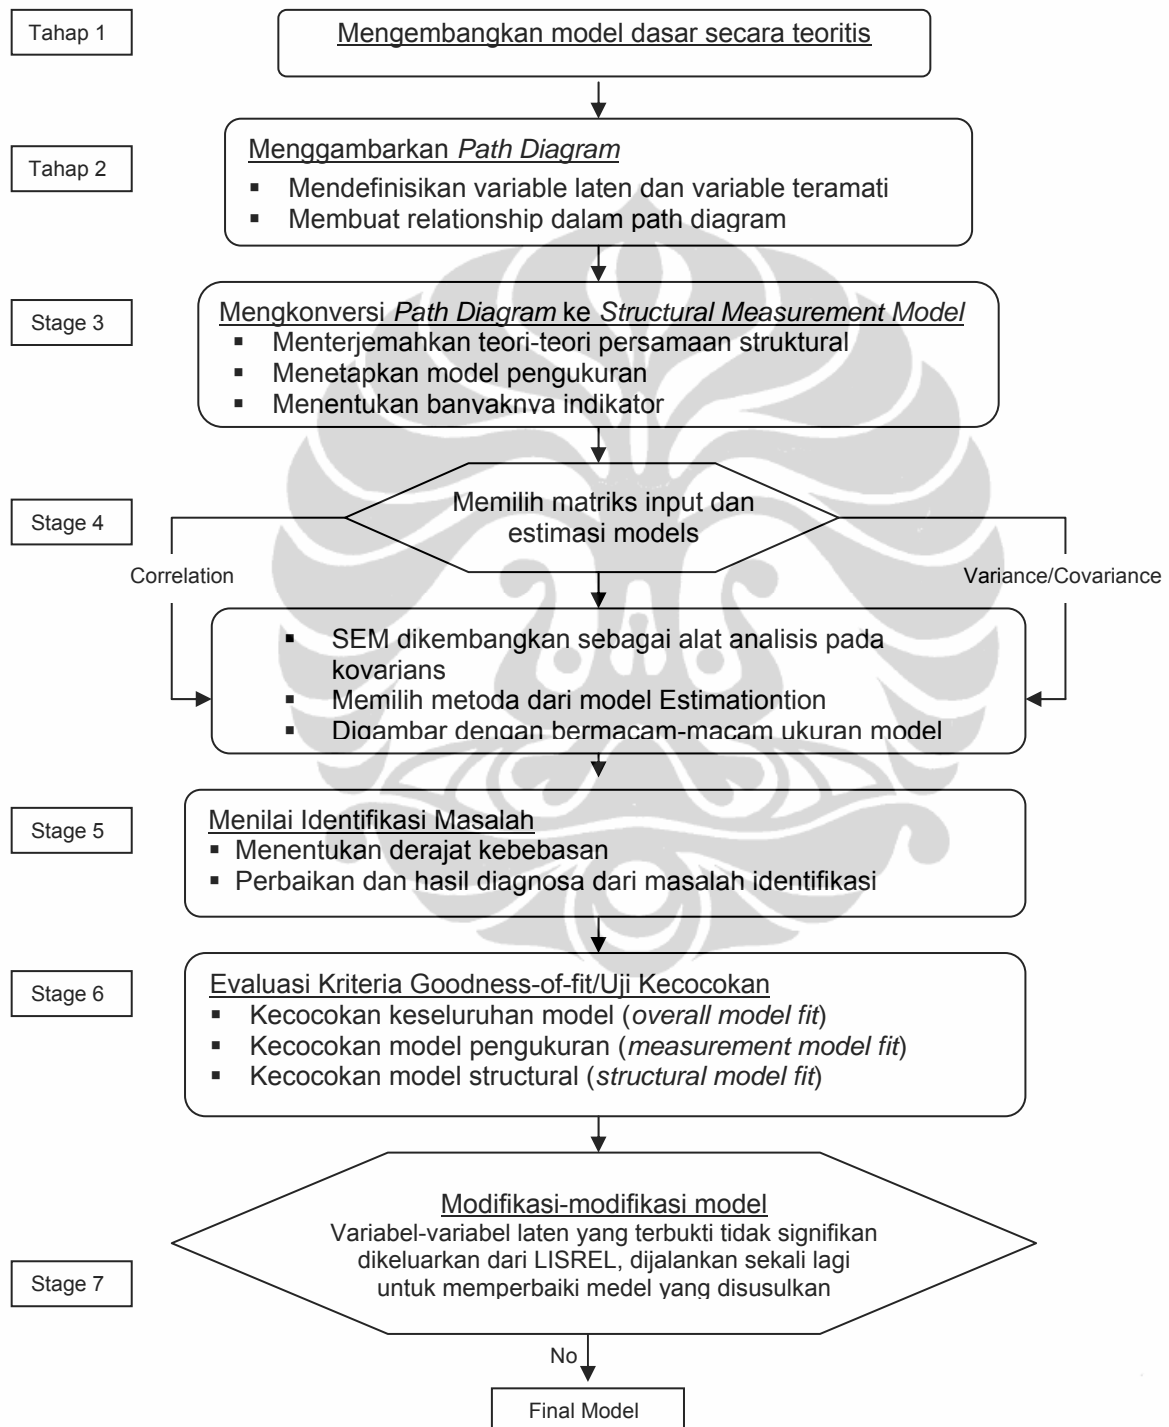 Tahap 1
Mengembangkan model dasar secara teoritis
Tahap 2
Menggambarkan Path Diagram
▪ Mendefinisikan variable laten dan variable teramati
▪ Membuat relationship dalam path diagram
Stage 3
Mengkonversi Path Diagram ke Structural Measurement Model
▪ Menterjemahkan teori-teori persamaan struktural
▪ Menetapkan model pengukuran
▪ Menentukan banyaknya indikator
Stage 4
Memilih matriks input dan
estimasi models
Correlation
Variance/Covariance
▪ SEM dikembangkan sebagai alat analisis pada
kovarians
▪ Memilih metoda dari model Estimationtion
▪ Digambar dengan bermacam-macam ukuran model
Stage 5
Menilai Identifikasi Masalah
▪ Menentukan derajat kebebasan
▪ Perbaikan dan hasil diagnosa dari masalah identifikasi
Stage 6
Evaluasi Kriteria Goodness-of-fit/Uji Kecocokan
▪ Kecocokan keseluruhan model (overall model fit)
▪ Kecocokan model pengukuran (measurement model fit)
▪ Kecocokan model structural (structural model fit)
Stage 7
Modifikasi-modifikasi model
Variabel-variabel laten yang terbukti tidak signifikan
dikeluarkan dari LISREL, dijalankan sekali lagi
untuk memperbaiki medel yang disusulkan
No
Final Model